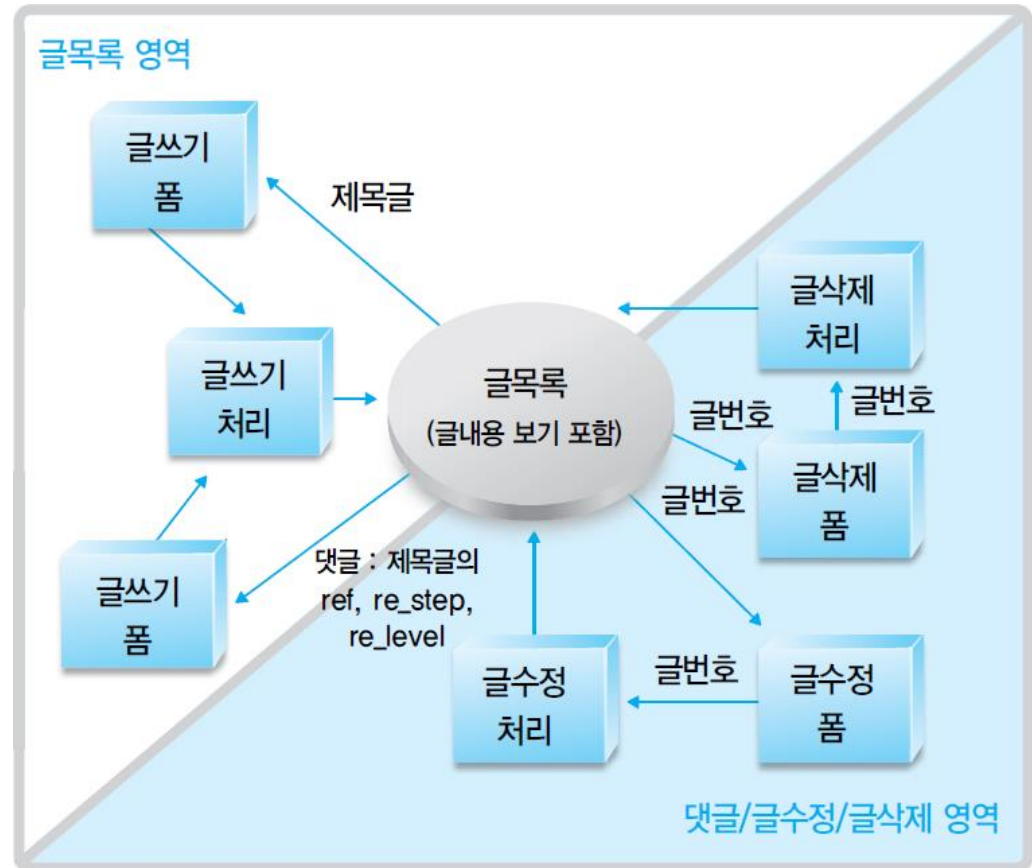 글목록 영역
글쓰기
폼
제목글
글삭제
처리
글쓰기
처리
글목록
(글내용 보기 포함)
글번호
글번호
글삭제
폼
글번호
댓글 : 제목글의
ref, re_step,
re_level
글쓰기
폼
글수정
처리
글번호
글수정
폼
댓글/글수정/글삭제 영역